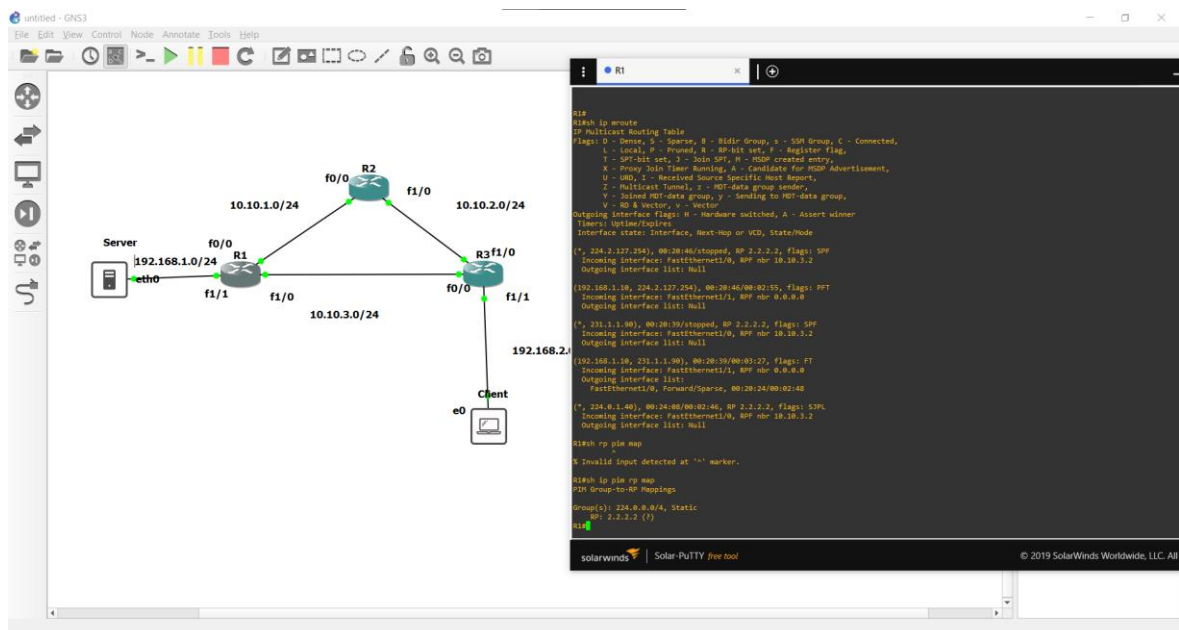 untitled - GNS3
File Edit View Control Node Annotate Tools Help
R2
f0/0
f1/0
10.10.1.0/24
10.10.2.0/24
Server
f0/0
192.168.1.0/24
R1
eth0
f1/1
f1/0
10.10.3.0/24
R3
f1/0
f0/0
f1/1
192.168.2.
Client
e0
R1
R1#
R1#sh ip mroute
IP Multicast Routing Table
Flags: D - Dense, S - Sparse, B - Bidir Group, s - SSM Group, C - Connected,
L - Local, P - Pruned, R - RP-bit set, F - Register flag,
T - SPT-bit set, J - Join SPT, M - MSDP created entry,
X - Proxy Join Timer Running, A - Candidate for MSDP Advertisement,
U - URD, I - Received Source Specific Host Report,
Z - Multicast Tunnel, z - MDT-data group sender,
Y - Joined MDT-data group, y - Sending to MDT-data group,
V - RD & Vector, v - Vector
Outgoing interface flags: H - Hardware switched, A - Assert winner
Timers: Uptime/Expires
Interface state: Interface, Next-Hop or VCD, State/Mode
(*, 224.2.127.254), 00:20:46/stopped, RP 2.2.2.2, flags: SPF
Incoming interface: FastEthernet1/0, RPF nbr 10.10.3.2
Outgoing interface list: Null
(192.168.1.10, 224.2.127.254), 00:20:46/00:02:55, flags: PFT
Incoming interface: FastEthernet1/1, RPF nbr 0.0.0.0
Outgoing interface list: Null
(*, 231.1.1.90), 00:20:39/stopped, RP 2.2.2.2, flags: SPF
Incoming interface: FastEthernet1/0, RPF nbr 10.10.3.2
Outgoing interface list: Null
(192.168.1.10, 231.1.1.90), 00:20:39/00:03:27, flags: FT
Incoming interface: FastEthernet1/1, RPF nbr 0.0.0.0
Outgoing interface list:
FastEthernet1/0, Forward/Sparse, 00:20:24/00:02:48
(*, 224.0.1.40), 00:24:08/00:02:46, RP 2.2.2.2, flags: SJPL
Incoming interface: FastEthernet1/0, RPF nbr 10.10.3.2
Outgoing interface list: Null
R1#sh rp pim map
^
% Invalid input detected at '^' marker.
R1#sh ip pim rp map
PIM Group-to-RP Mappings
Group(s): 224.0.0.0/4, Static
RP: 2.2.2.2 (?)
R1#
solarwinds Solar-PuTTY free tool
© 2019 SolarWinds Worldwide, LLC. All